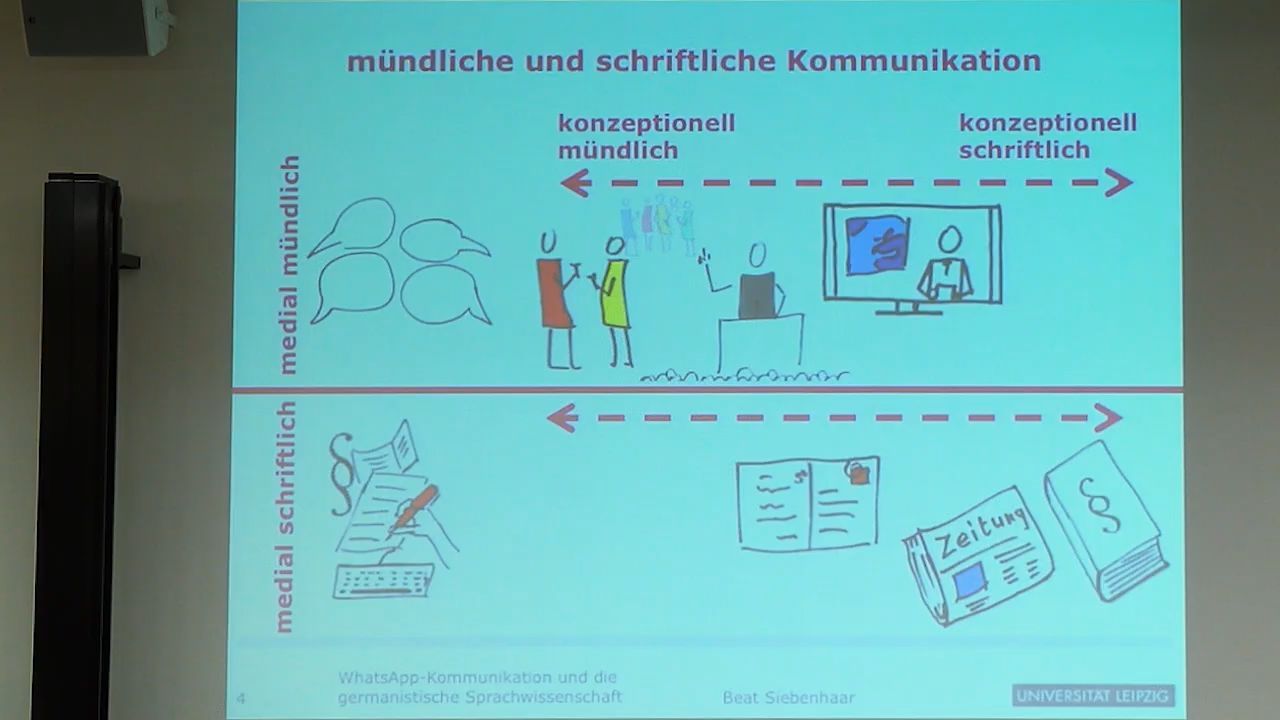 mündliche und schriftliche Kommunikation
konzeptionell
mündlich
konzeptionell
schriftlich
medial mündlich
medial schriftlich
§
Zeitung
§
WhatsApp-Kommunikation und die
germanistische Sprachwissenschaft
4
Beat Siebenhaar
UNIVERSITÄT LEIPZIG